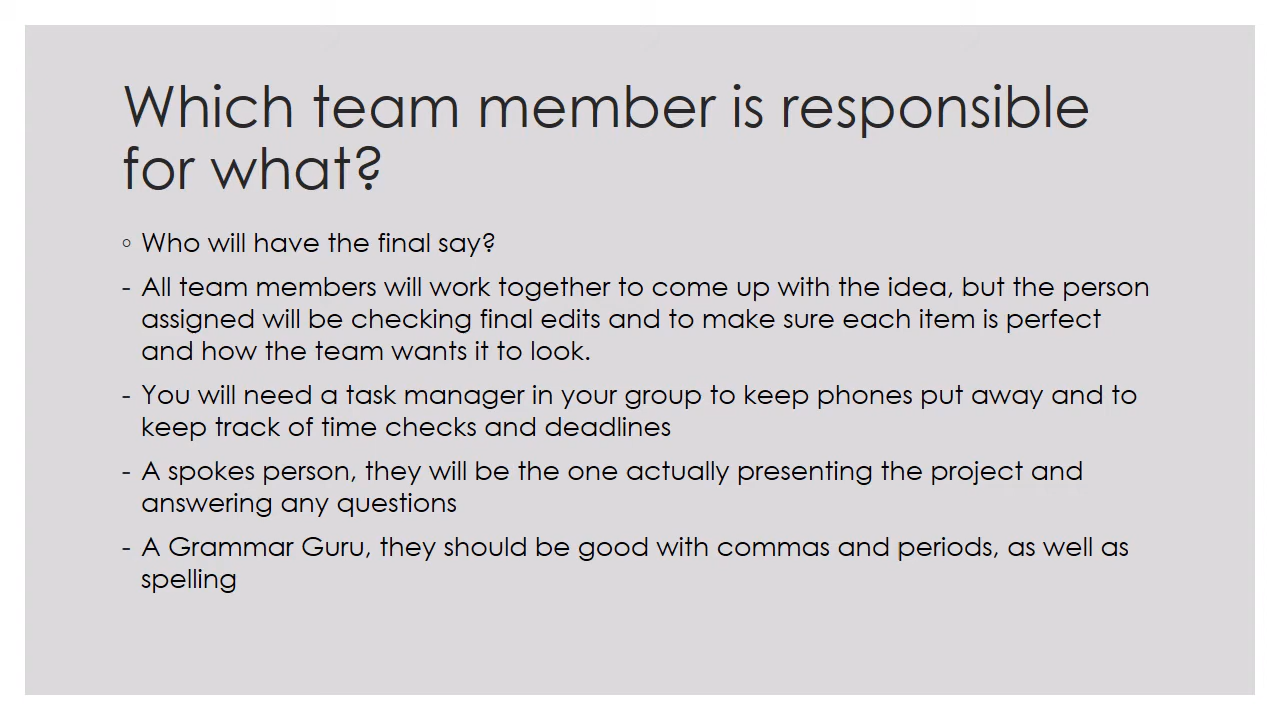 Which team member is responsible
for what?
◦ Who will have the final say?
- All team members will work together to come up with the idea, but the person
assigned will be checking final edits and to make sure each item is perfect
and how the team wants it to look.
- You will need a task manager in your group to keep phones put away and to
keep track of time checks and deadlines
- A spokes person, they will be the one actually presenting the project and
answering any questions
- A Grammar Guru, they should be good with commas and periods, as well as
spelling